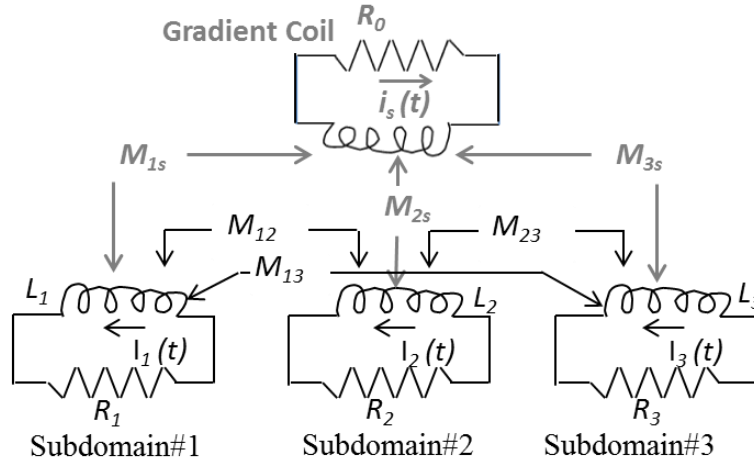 Gradient Coil
R0
is (t)
M1s
M3s
M2s
M12
M23
M13
L1
L2
L3
I1 (t)
I2 (t)
I3 (t)
R1
R2
R3
Subdomain#1
Subdomain#2
Subdomain#3